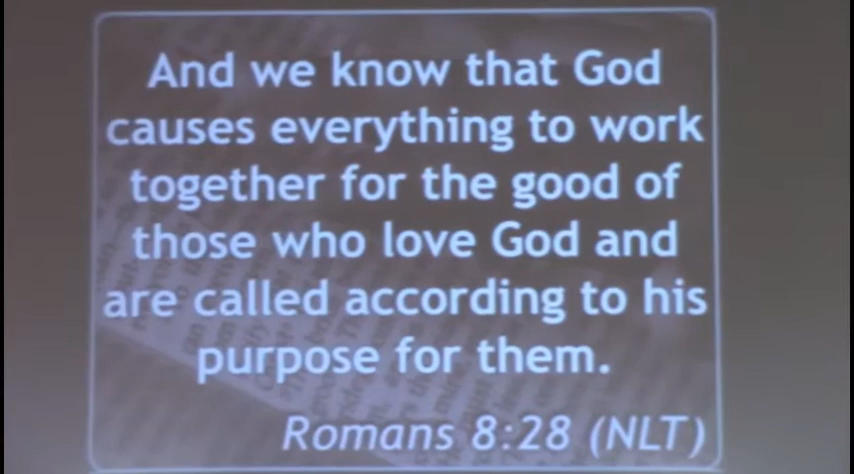 And we know that God
causes everything to work
together for the good of
those who love God and
are called according to his
purpose for them.
Romans 8:28 (NLT)